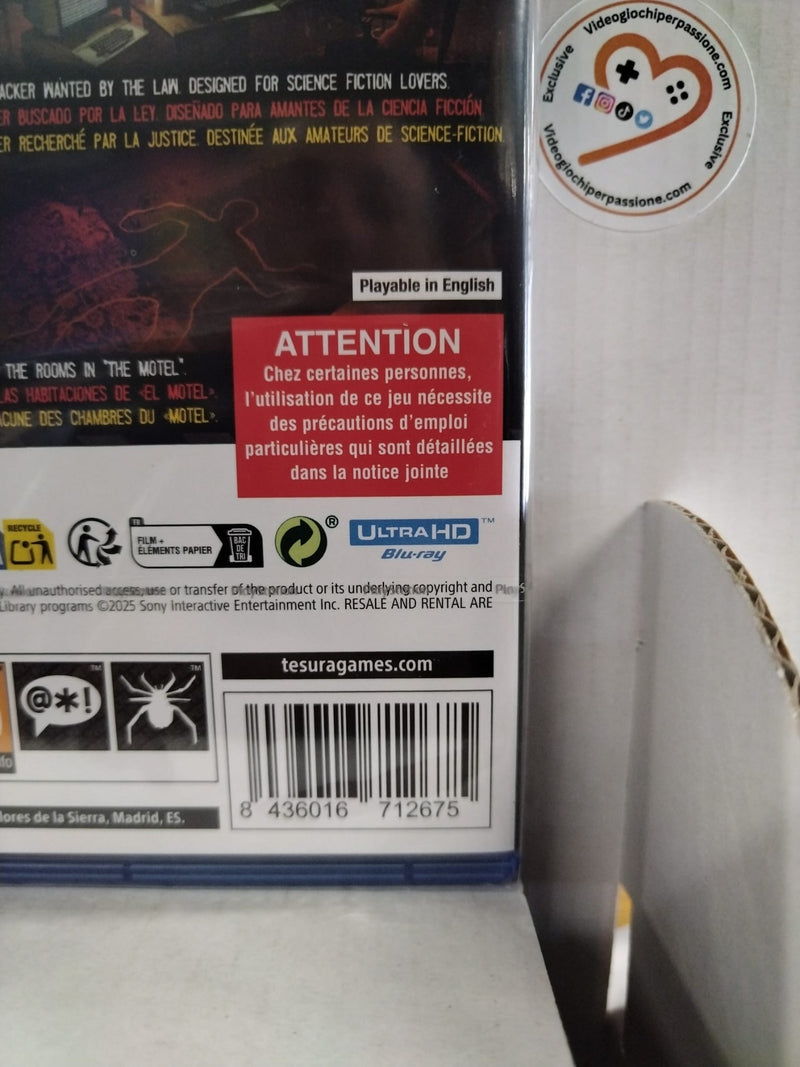 Exclusive
Videogiochiperpassione.com
Exclusive
Videogiochiperpassione.com
ACKER WANTED BY THE LAW. DESIGNED FOR SCIENCE FICTION LOVERS.
ER BUSCADO POR LA LEY. DISEÑADO PARA AMANTES DE LA CIENCIA FICCIÓN.
ER RECHERCHÉ PAR LA JUSTICE. DESTINÉE AUX AMATEURS DE SCIENCE-FICTION.
Playable in English
ATTENTION
Chez certaines personnes,
l'utilisation de ce jeu nécessite
des précautions d'emploi
particulières qui sont détaillées
dans la notice jointe
THE ROOMS IN "THE MOTEL".
LAS HABITACIONES DE «EL MOTEL».
ACUNE DES CHAMBRES DU «MOTEL».
RECYCLE
FR
FILM +
ÉLÉMENTS PAPIER
BAC
DE
TRI
®
ULTRA HD™
Blu-ray
y. All unauthorised access, use or transfer of the product or its underlying copyright and
Library programs ©2025 Sony Interactive Entertainment Inc. RESALE AND RENTAL ARE
tesuragames.com
@*!
TM
TM
fo
lores de la Sierra, Madrid, ES.
8 436016 712675